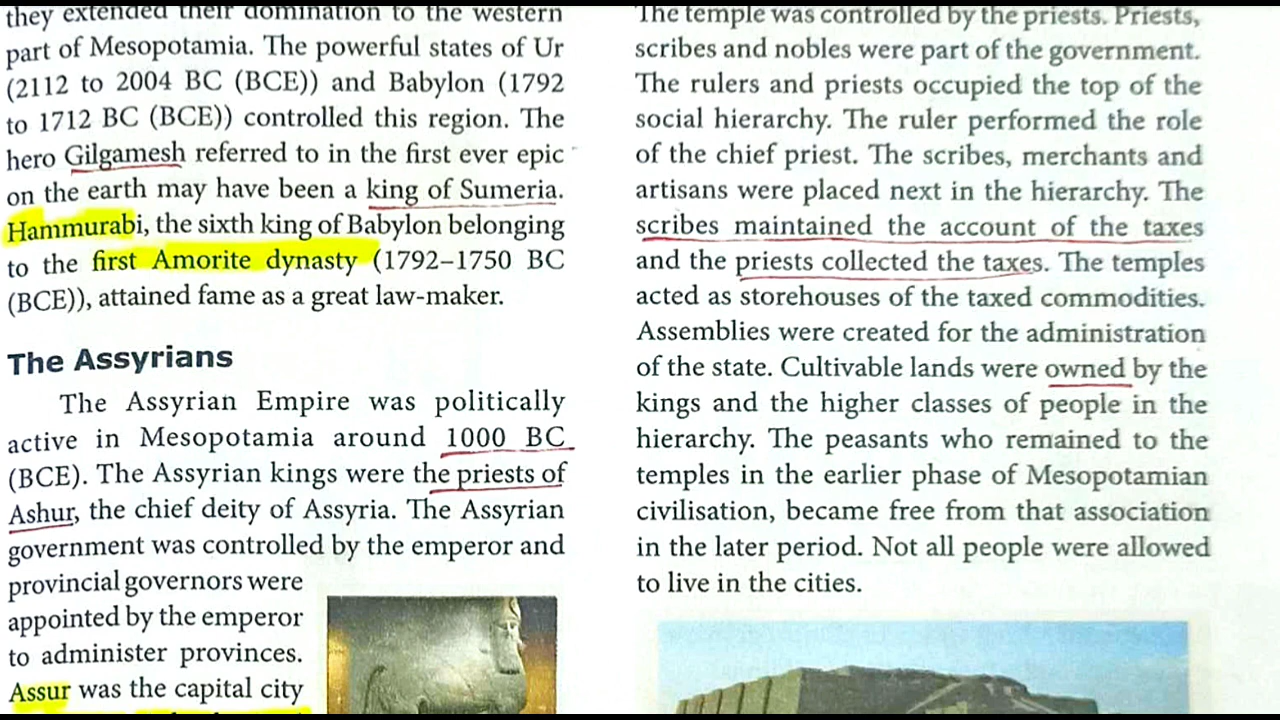 they extended their domination to the western
part of Mesopotamia. The powerful states of Ur
(2112 to 2004 BC (BCE)) and Babylon (1792
to 1712 BC (BCE)) controlled this region. The
hero Gilgamesh referred to in the first ever epic
on the earth may have been a king of Sumeria.
Hammurabi, the sixth king of Babylon belonging
to the first Amorite dynasty (1792–1750 BC
(BCE)), attained fame as a great law-maker.
The Assyrians
The Assyrian Empire was politically
active in Mesopotamia around 1000 BC
(BCE). The Assyrian kings were the priests of
Ashur, the chief deity of Assyria. The Assyrian
government was controlled by the emperor and
provincial governors were
appointed by the emperor
to administer provinces.
Assur was the capital city
The temple was controlled by the priests. Priests,
scribes and nobles were part of the government.
The rulers and priests occupied the top of the
social hierarchy. The ruler performed the role
of the chief priest. The scribes, merchants and
artisans were placed next in the hierarchy. The
scribes maintained the account of the taxes
and the priests collected the taxes. The temples
acted as storehouses of the taxed commodities.
Assemblies were created for the administration
of the state. Cultivable lands were owned by the
kings and the higher classes of people in the
hierarchy. The peasants who remained to the
temples in the earlier phase of Mesopotamian
civilisation, became free from that association
in the later period. Not all people were allowed
to live in the cities.